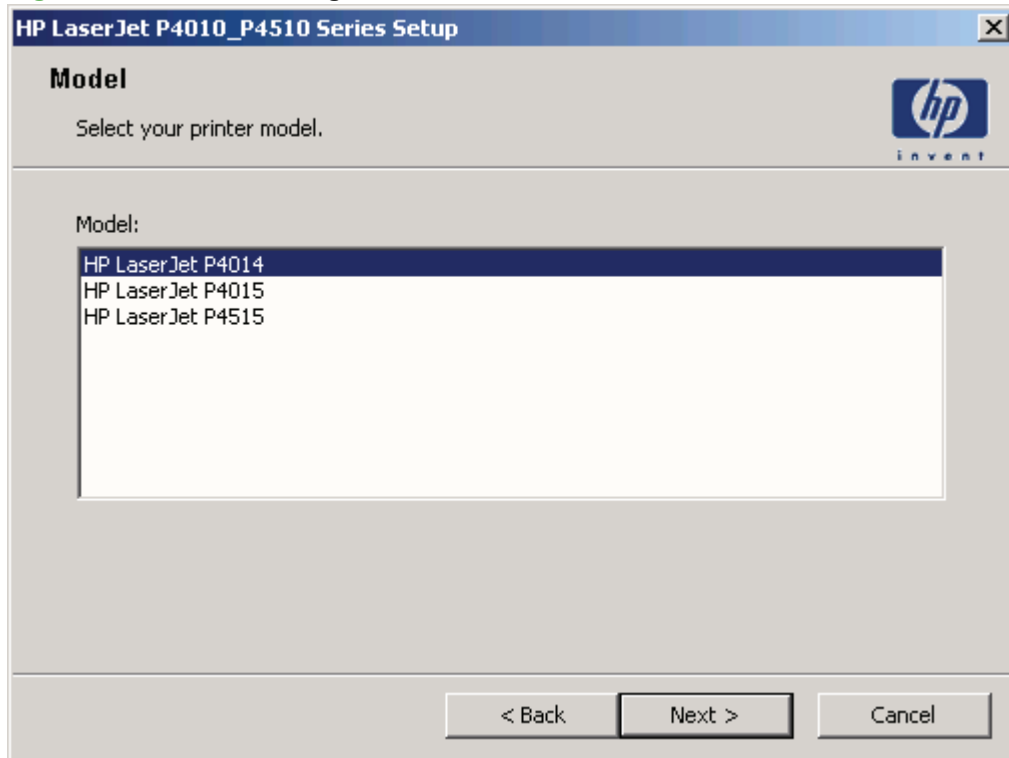 HP LaserJet P4010_P4510 Series Setup
Model
Select your printer model.
hp
invent
Model:
HP LaserJet P4014
HP LaserJet P4015
HP LaserJet P4515
< Back Next > Cancel